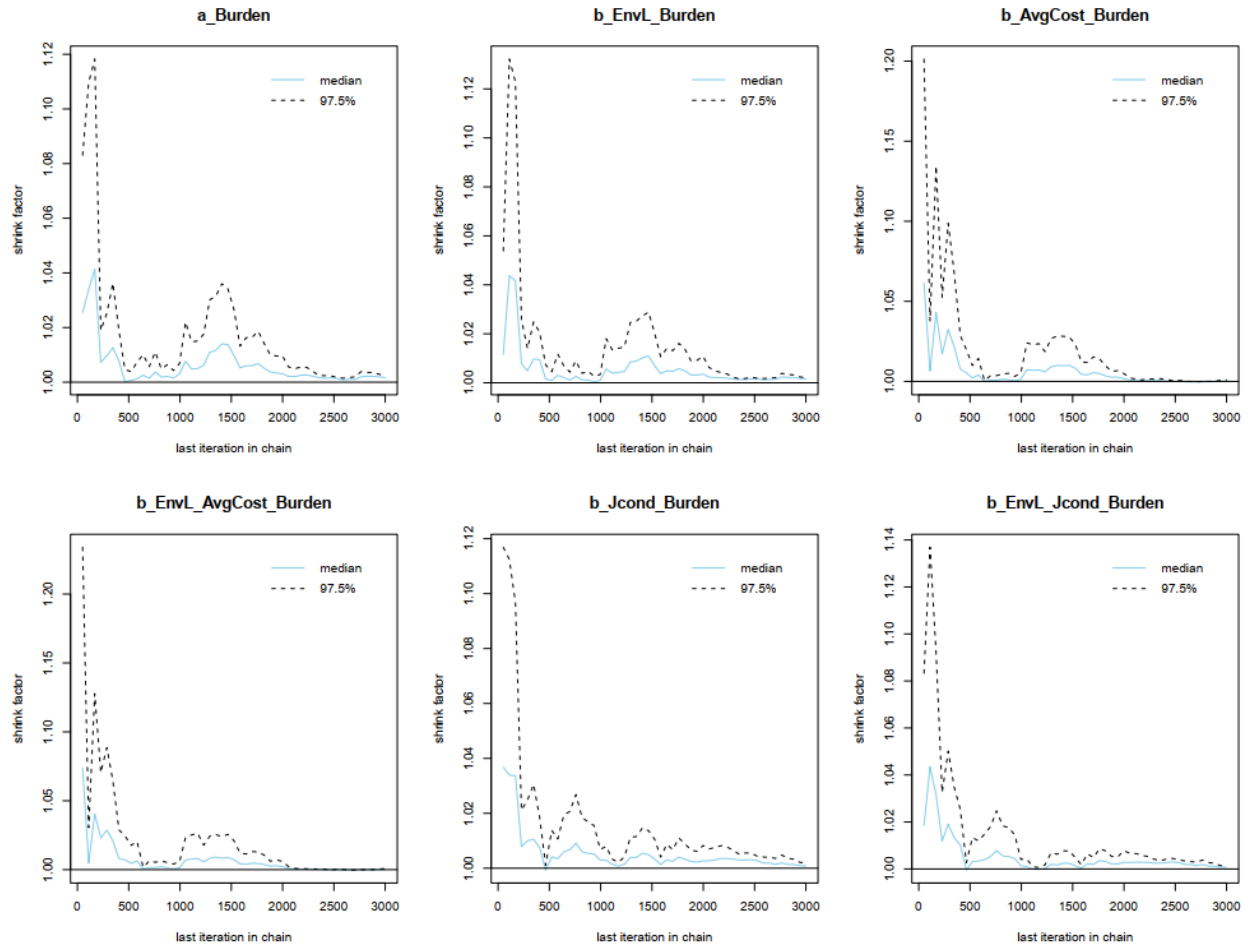 a_Burden
b_EnvL_Burden
b_AvgCost_Burden
shrink factor
1.00 1.02 1.04 1.06 1.08 1.10 1.12
median
97.5%
0 500 1000 1500 2000 2500 3000
last iteration in chain
shrink factor
1.00 1.02 1.04 1.06 1.08 1.10 1.12
median
97.5%
0 500 1000 1500 2000 2500 3000
last iteration in chain
shrink factor
1.00 1.05 1.10 1.15 1.20
median
97.5%
0 500 1000 1500 2000 2500 3000
last iteration in chain
b_EnvL_AvgCost_Burden
b_Jcond_Burden
b_EnvL_Jcond_Burden
shrink factor
1.00 1.05 1.10 1.15 1.20
median
97.5%
0 500 1000 1500 2000 2500 3000
last iteration in chain
shrink factor
1.00 1.02 1.04 1.06 1.08 1.10 1.12
median
97.5%
0 500 1000 1500 2000 2500 3000
last iteration in chain
shrink factor
1.00 1.02 1.04 1.06 1.08 1.10 1.12 1.14
median
97.5%
0 500 1000 1500 2000 2500 3000
last iteration in chain